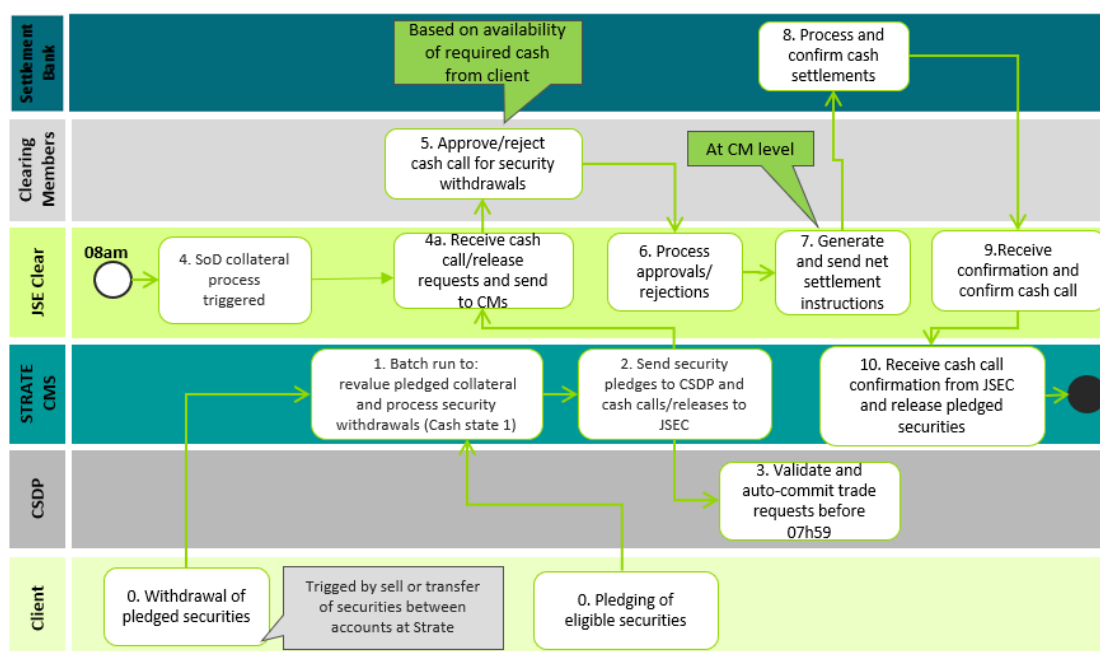 Settlement
Bank
Based on availability
of required cash
from client
8. Process and
confirm cash
settlements
Clearing
Members
5. Approve/reject
cash call for security
withdrawals
At CM level
JSE Clear
08am
4. SoD collateral
process
triggered
4a. Receive cash
call/release
requests and send
to CMs
6. Process
approvals/
rejections
7. Generate
and send net
settlement
instructions
9.Receive
confirmation and
confirm cash call
STRATE
CMS
1. Batch run to:
revalue pledged collateral
and process security
withdrawals (Cash state 1)
2. Send security
pledges to CSDP and
cash calls/releases to
JSEC
10. Receive cash call
confirmation from JSEC
and release pledged
securities
CSDP
3. Validate and
auto-commit trade
requests before
07h59
Client
0. Withdrawal of
pledged securities
Trigged by sell or transfer
of securities between
accounts at Strate
0. Pledging of
eligible securities